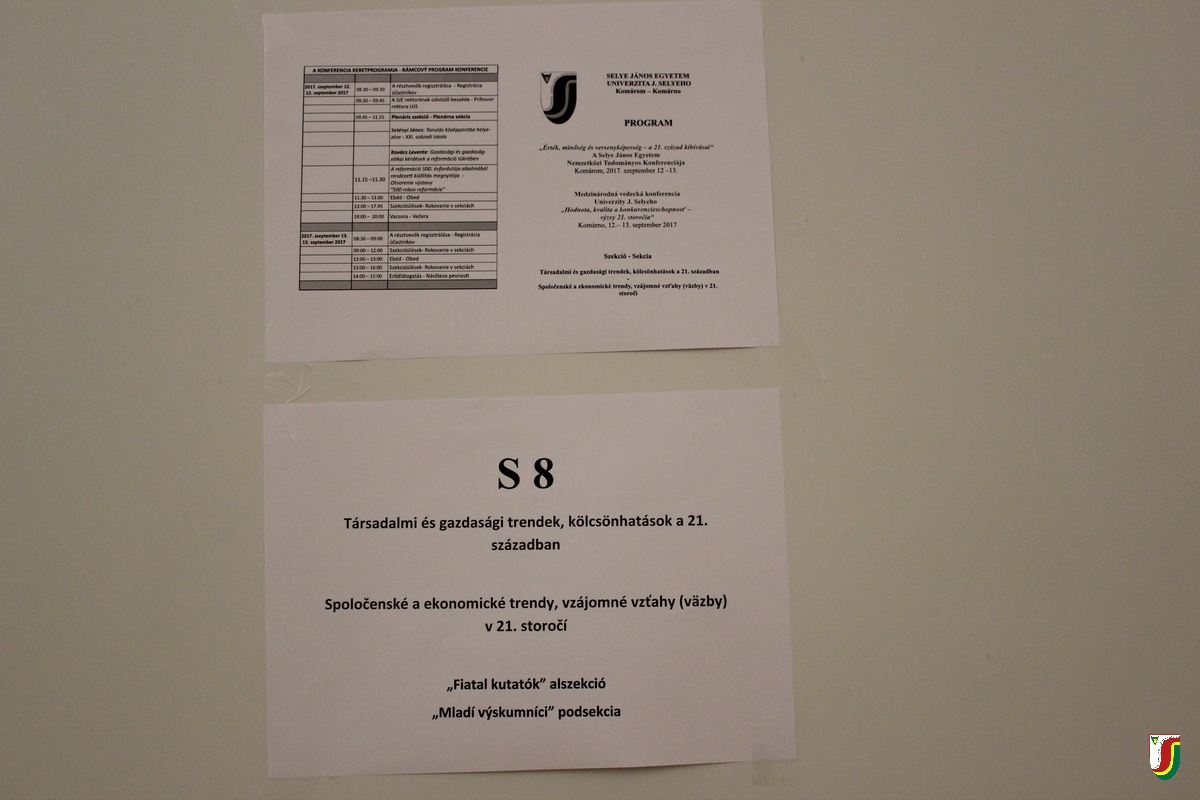 A KONFERENCIA KERETPROGRAMJA - RÁMCOVÝ PROGRAM KONFERENCIE
2017. szeptember 12.
12. september 2017
08:30 – 09:30
A résztvevők regisztrálása - Registrácia
účastníkov
09:30 – 09.45
A SJE rektorának üdvözlő beszéde - Príhovor
rektora UJS
09.45 – 11.15
Plenáris szekció - Plenárna sekcia
Setényi János: Tanulás középpontba helye-
zése - XXI. századi iskola
Kovács Levente: Gazdasági és gazdaság-
etikai kérdések a reformáció tükrében
11.15 –11.30
A reformáció 500. évfordulója alkalmából
rendezett kiállítás megnyitója -
Otvorenie výstavy
"500 rokov reformácie"
11.30 – 13:00
Ebéd - Obed
13:00 – 17.45
Szekcióülések- Rokovanie v sekciách
18:00 – 20:00
Vacsora - Večera
2017. szeptember 13.
13. september 2017
08:30 – 09:00
A résztvevők regisztrálása - Registrácia
účastníkov
09:00 – 12:00
Szekcióülések- Rokovanie v sekciách
12:00 – 13:00
Ebéd - Obed
13:00 – 16:00
Szekcióülések- Rokovanie v sekciách
14:00 – 15:00
Erődlátogatás - Návšteva pevnosti
SELYE JÁNOS EGYETEM
UNIVERZITA J. SELYEHO
Komárom – Komárno
PROGRAM
„Érték, minőség és versenyképesség – a 21. század kihívásai“
A Selye János Egyetem
Nemzetközi Tudományos Konferenciája
Komárom, 2017. szeptember 12 –13.
Medzinárodná vedecká konferencia
Univerzity J. Selyeho
„Hodnota, kvalita a konkurencieschopnosť –
výzvy 21. storočia“
Komárno, 12.– 13. september 2017
Szekció - Sekcia
Társadalmi és gazdasági trendek, kölcsönhatások a 21. században
-
Spoločenské a ekonomické trendy, vzájomné vzťahy (väzby) v 21.
storočí
S 8
Társadalmi és gazdasági trendek, kölcsönhatások a 21.
században
Spoločenské a ekonomické trendy, vzájomné vzťahy (väzby)
v 21. storočí
„Fiatal kutatók” alszekció
„Mladí výskumníci” podsekcia